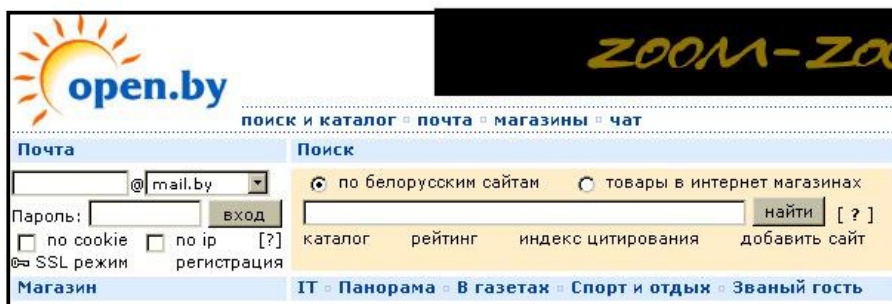 open.by
ZOOM-ZO
поиск и каталог почта магазины чат
Почта
@ mail.by
Пароль: вход
no cookie no ip [?]
SSL режим регистрация
Магазин
Поиск
по белорусским сайтам товары в интернет магазинах
найти [ ? ]
каталог рейтинг индекс цитирования добавить сайт
IT Панорама В газетах Спорт и отдых Званый гость